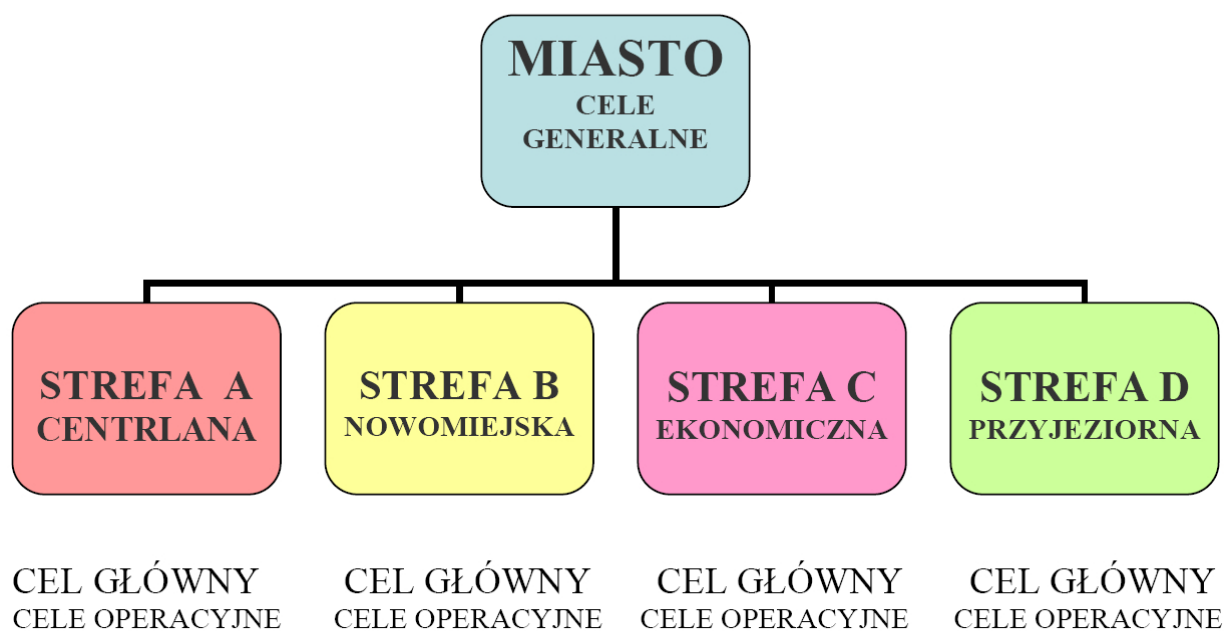 MIASTO
CELE
GENERALNE
STREFA A
CENTRLANA
STREFA B
NOWOMIEJSKA
STREFA C
EKONOMICZNA
STREFA D
PRZYJEZIORNA
CEL GŁÓWNY
CELE OPERACYJNE
CEL GŁÓWNY
CELE OPERACYJNE
CEL GŁÓWNY
CELE OPERACYJNE
CEL GŁÓWNY
CELE OPERACYJNE